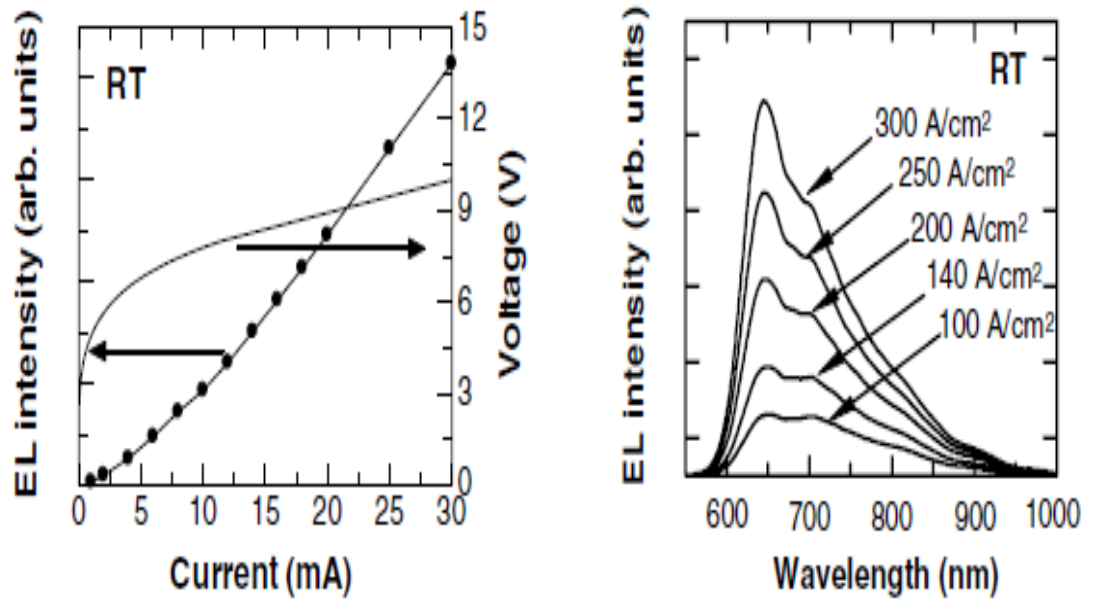 EL intensity (arb. units)
RT
15
12
9
6
3
0
Voltage (V)
0 5 10 15 20 25 30
Current (mA)
EL intensity (arb. units)
RT
300 A/cm²
250 A/cm²
200 A/cm²
140 A/cm²
100 A/cm²
600 700 800 900 1000
Wavelength (nm)